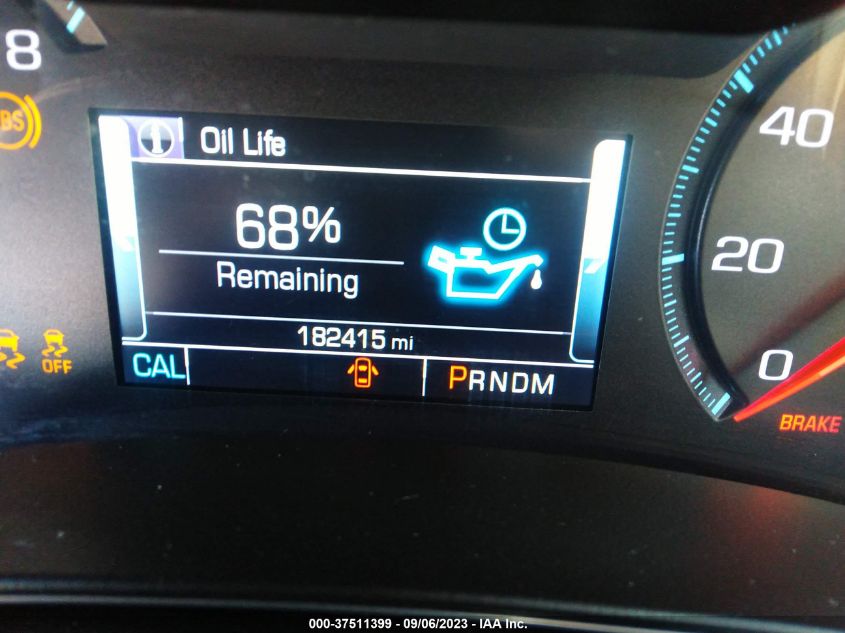 8
40
BS
Oil Life
68%
20
Remaining
182415 mi
OFF
CAL
PRNDM
0
BRAKE
000-37511399 - 09/06/2023 - IAA Inc.